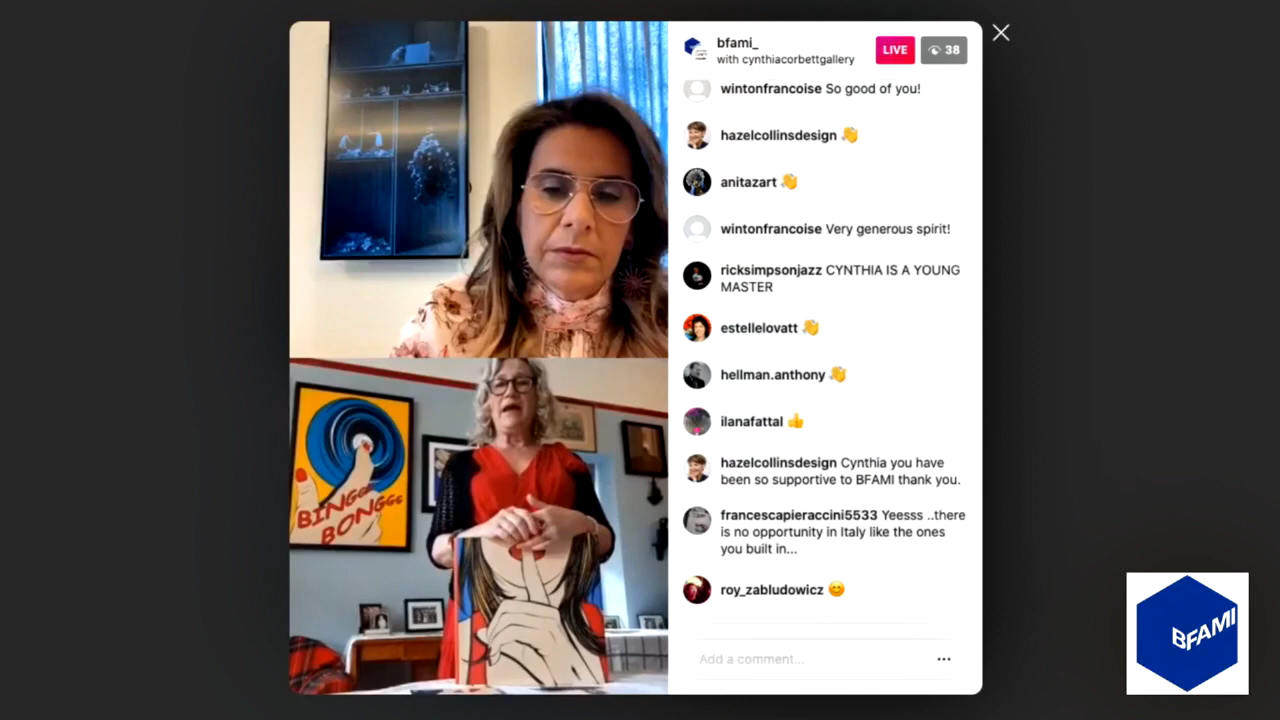 bfami_
with cynthiacorbettgallery
LIVE
38
wintonfrancoise So good of you!
hazelcollinsdesign 👋
anitazart 👋
wintonfrancoise Very generous spirit!
ricksimpsonjazz CYNTHIA IS A YOUNG
MASTER
estellelovatt 👋
hellman.anthony 👋
ilanafattal 👍
hazelcollinsdesign Cynthia you have
been so supportive to BFAMI thank you.
francescapieraccini5533 Yeesss ..there
is no opportunity in Italy like the ones
you built in...
roy_zabludowicz 😊
Add a comment...
BINGGG
BONGGGG
BFAMI